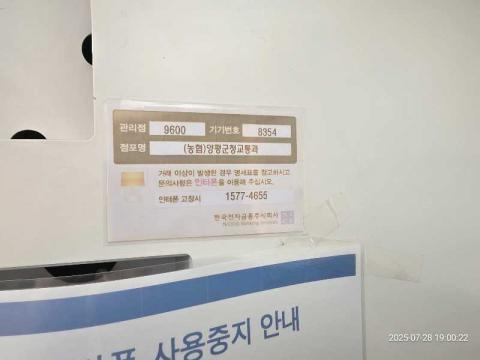 관리점 9600 기기번호 8354
점포명 (농협)양평군청교통과
거래 이상이 발생한 경우 명세표를 참고하시고
문의사항은 인터폰을 이용해 주십시오.
인터폰 고장시 1577-4655
한국전자금융주식회사
사용중지 안내
2025-07-28 19:00:22